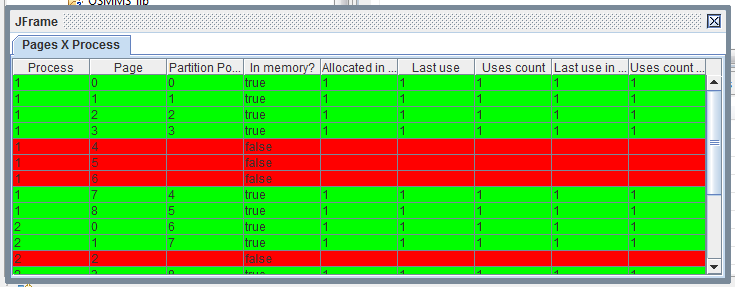 OSMMS_lib
JFrame
Pages X Process
Process Page Partition Po... In memory? Allocated in ... Last use Uses count Last use in ... Uses count ...
1 0 0 true 1 1 1 1 1
1 1 1 true 1 1 1 1 1
1 2 2 true 1 1 1 1 1
1 3 3 true 1 1 1 1 1
1 4 false
1 5 false
1 6 false
1 7 4 true 1 1 1 1 1
1 8 5 true 1 1 1 1 1
2 0 6 true 1 1 1 1 1
2 1 7 true 1 1 1 1 1
2 2 false
2 3 8 true 1 1 1 1 1